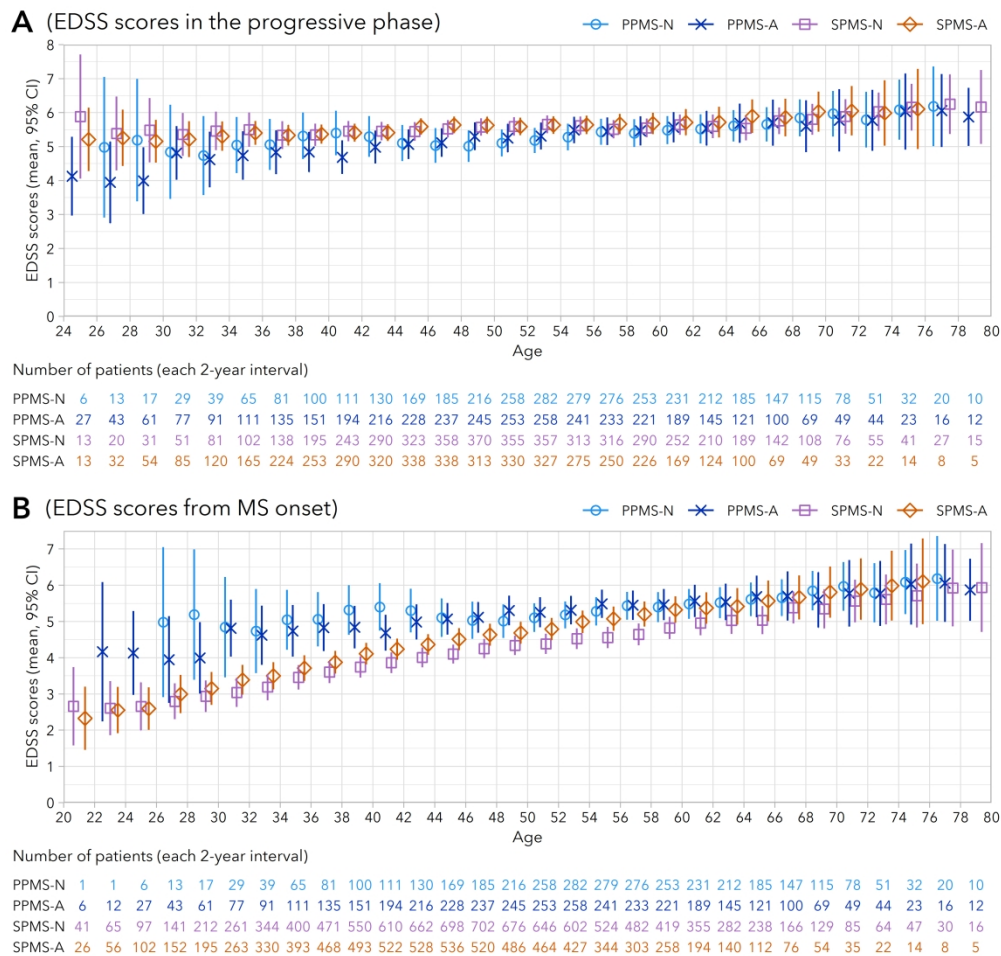 A (EDSS scores in the progressive phase)
PPMS-N PPMS-A SPMS-N SPMS-A
EDSS scores (mean, 95% CI)
8
7
6
5
4
3
2
1
0
24 26 28 30 32 34 36 38 40 42 44 46 48 50 52 54 56 58 60 62 64 66 68 70 72 74 76 78 80
Age
Number of patients (each 2-year interval)
PPMS-N 6 13 17 29 39 65 81 100 111 130 169 185 216 258 282 279 276 253 231 212 185 147 115 78 51 32 20 10
PPMS-A 27 43 61 77 91 111 135 151 194 216 228 237 245 253 258 241 233 221 189 145 121 100 69 49 44 23 16 12
SPMS-N 13 20 31 51 81 102 138 195 243 290 323 358 370 355 357 313 316 290 252 210 189 142 108 76 55 41 27 15
SPMS-A 13 32 54 85 120 165 224 253 290 320 338 338 313 330 327 275 250 226 169 124 100 69 49 33 22 14 8 5
B (EDSS scores from MS onset)
PPMS-N PPMS-A SPMS-N SPMS-A
EDSS scores (mean, 95% CI)
7
6
5
4
3
2
1
0
20 22 24 26 28 30 32 34 36 38 40 42 44 46 48 50 52 54 56 58 60 62 64 66 68 70 72 74 76 78 80
Age
Number of patients (each 2-year interval)
PPMS-N 1 1 6 13 17 29 39 65 81 100 111 130 169 185 216 258 282 279 276 253 231 212 185 147 115 78 51 32 20 10
PPMS-A 6 12 27 43 61 77 91 111 135 151 194 216 228 237 245 253 258 241 233 221 189 145 121 100 69 49 44 23 16 12
SPMS-N 41 65 97 141 212 261 344 400 471 550 610 662 698 702 676 646 602 524 482 419 355 282 238 166 129 85 64 47 30 16
SPMS-A 26 56 102 152 195 263 330 393 468 493 522 528 536 520 486 464 427 344 303 258 194 140 112 76 54 35 22 14 8 5